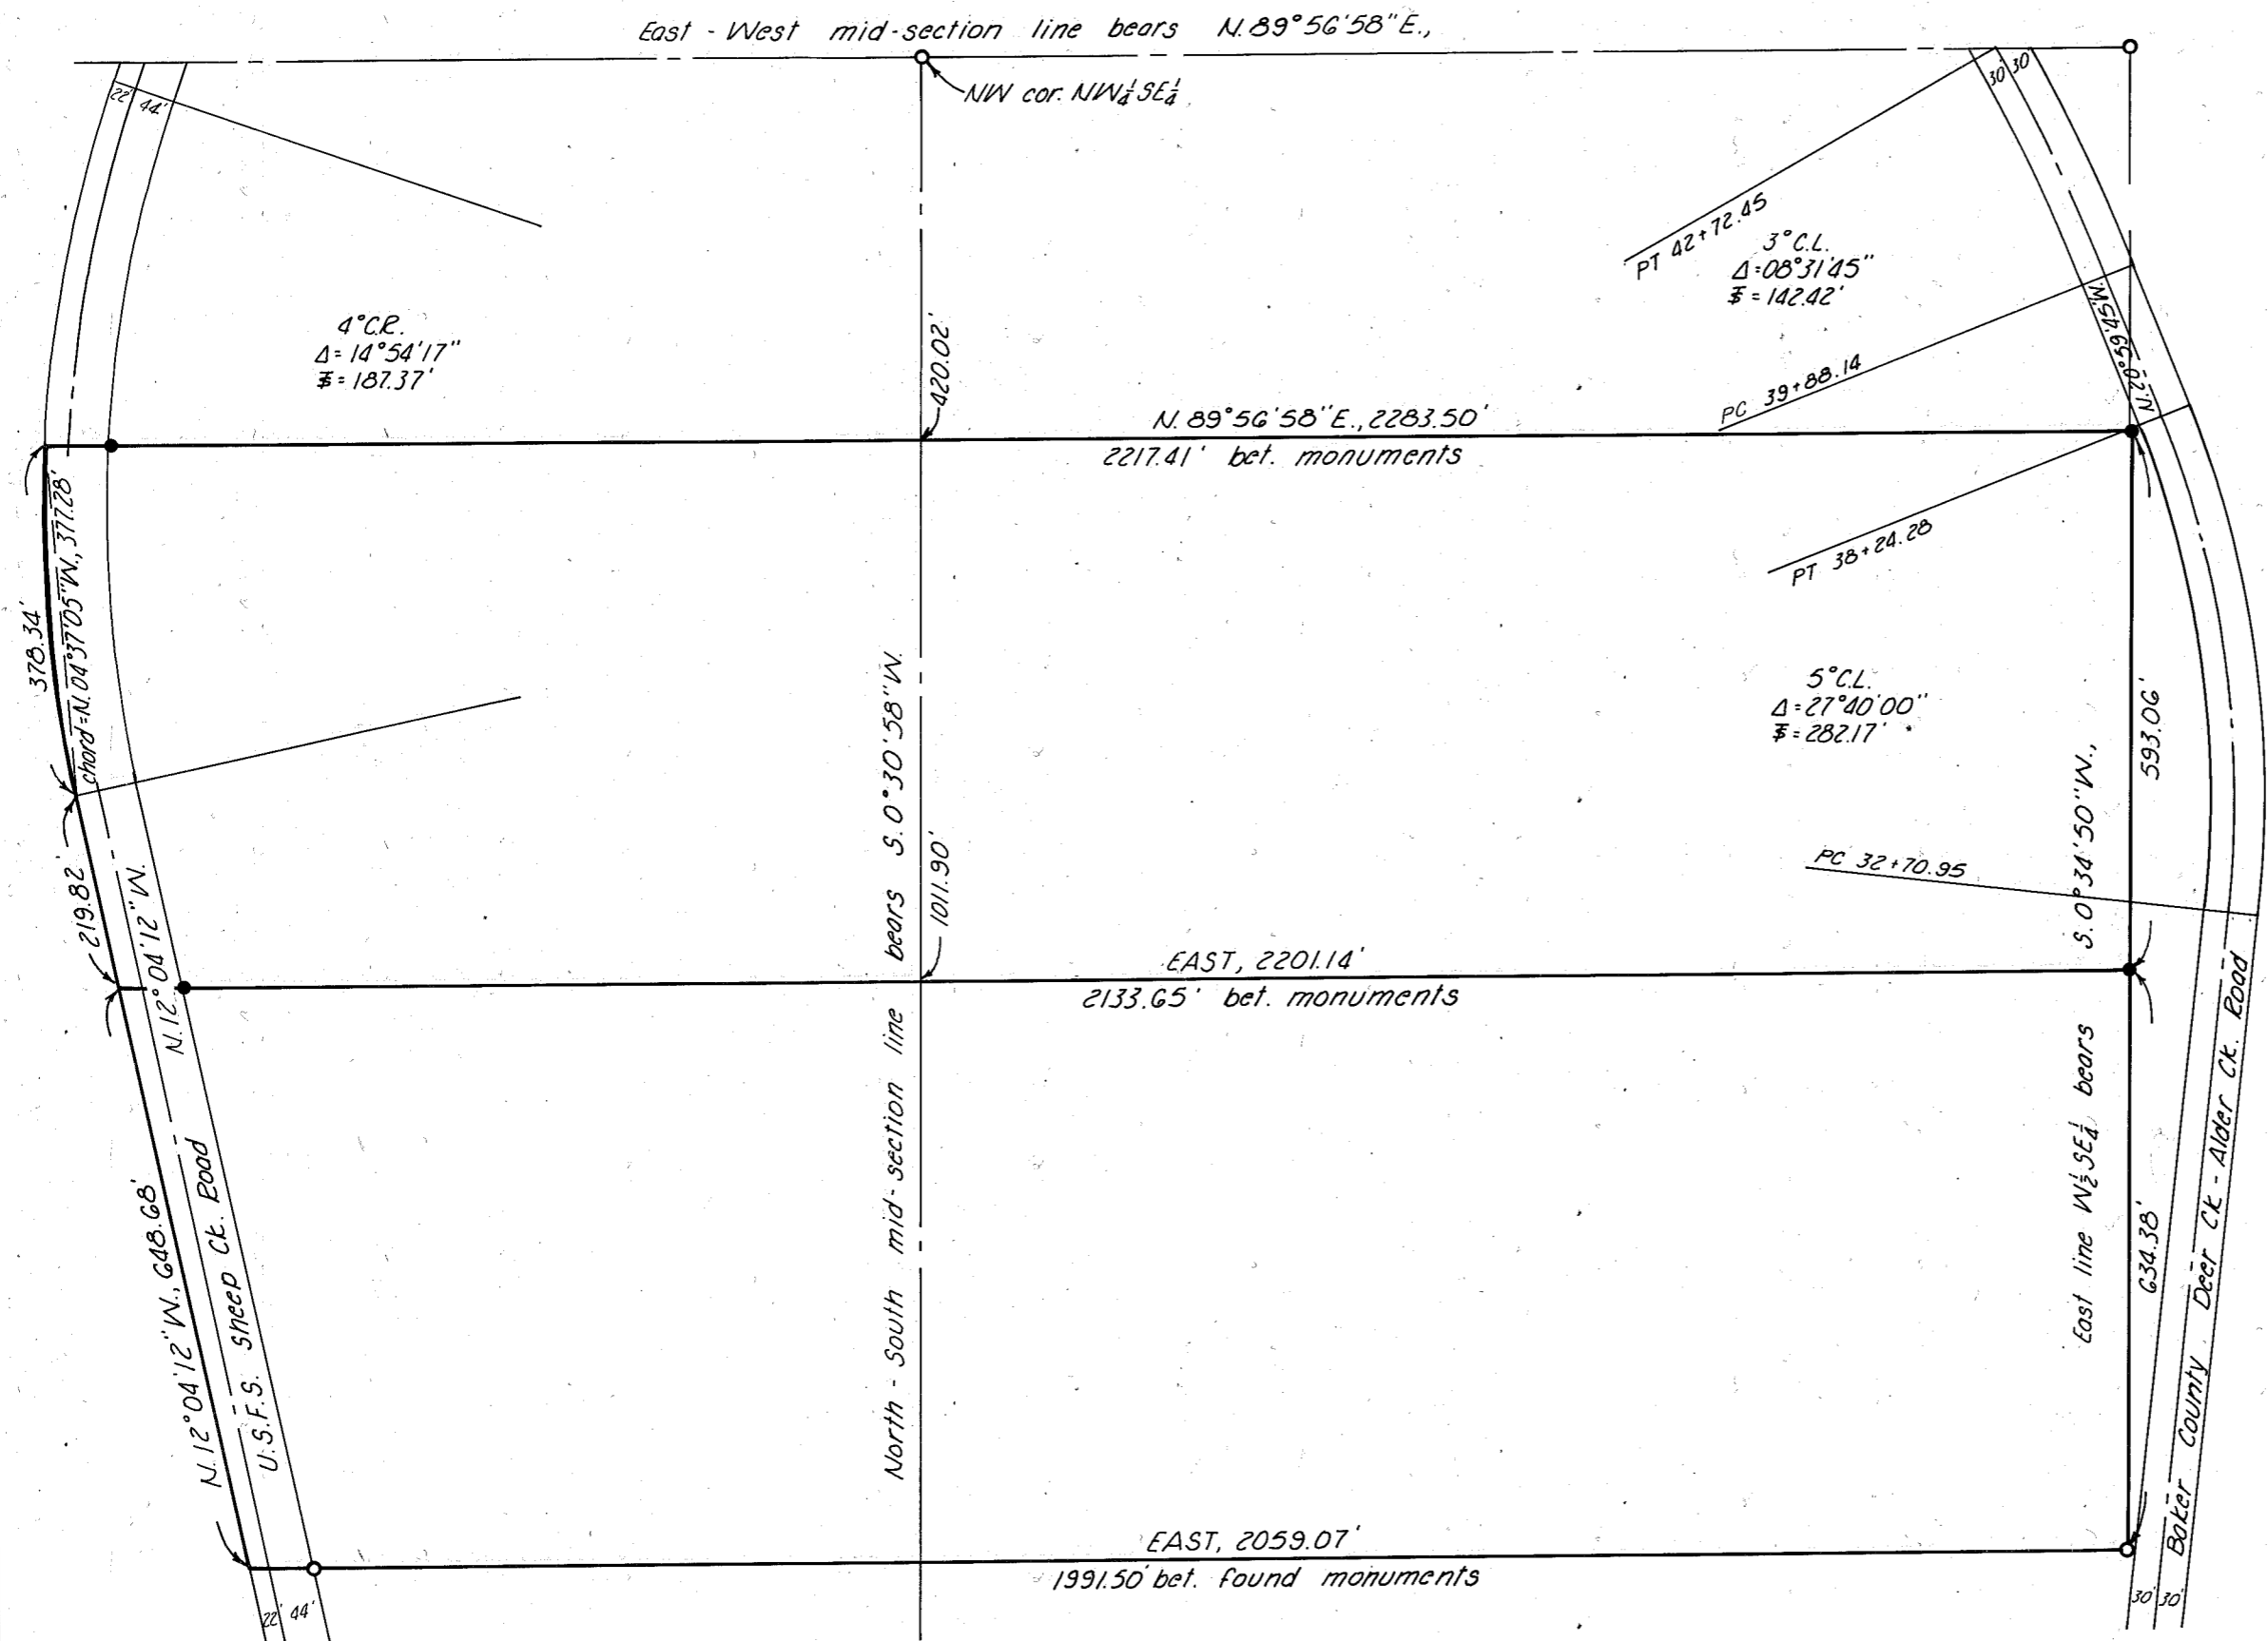 East - West mid-section line bears N.89°56'58"E.,
NW cor. NW¼SE¼
22' 44'
30' 30'
PT 42+72.45
3°C.L.
Δ=08°31'45"
=142.42'
4°C.R.
Δ=14°54'17"
=187.37'
420.02'
PC 39+88.14
N.20°59'45"W.
N.89°56'58"E., 2283.50'
2217.41' bet. monuments
PT 38+24.28
378.34'
chord=N.04°37'05"W., 377.28'
5°C.L.
Δ=27°40'00"
=282.17'
593.06'
PC 32+70.95
219.82'
N.12°04'12"W.
1011.90'
EAST, 2201.14'
2133.65' bet. monuments
North - South mid-section line bears S.0°30'58"W.
East line W½SE¼ bears S.0°34'50"W.,
634.38'
N.12°04'12"W., 648.68'
U.S.F.S. Sheep Ck. Road
Baker County Deer Ck - Alder Ck. Road
EAST, 2059.07'
1991.50' bet. found monuments
22' 44'
30' 30'